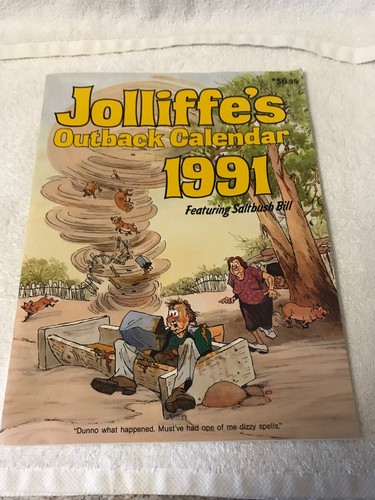 *$6.95
Jolliffe's
Outback Calendar
1991
Featuring Saltbush Bill
"Dunno what happened. Must've had one of me dizzy spells."